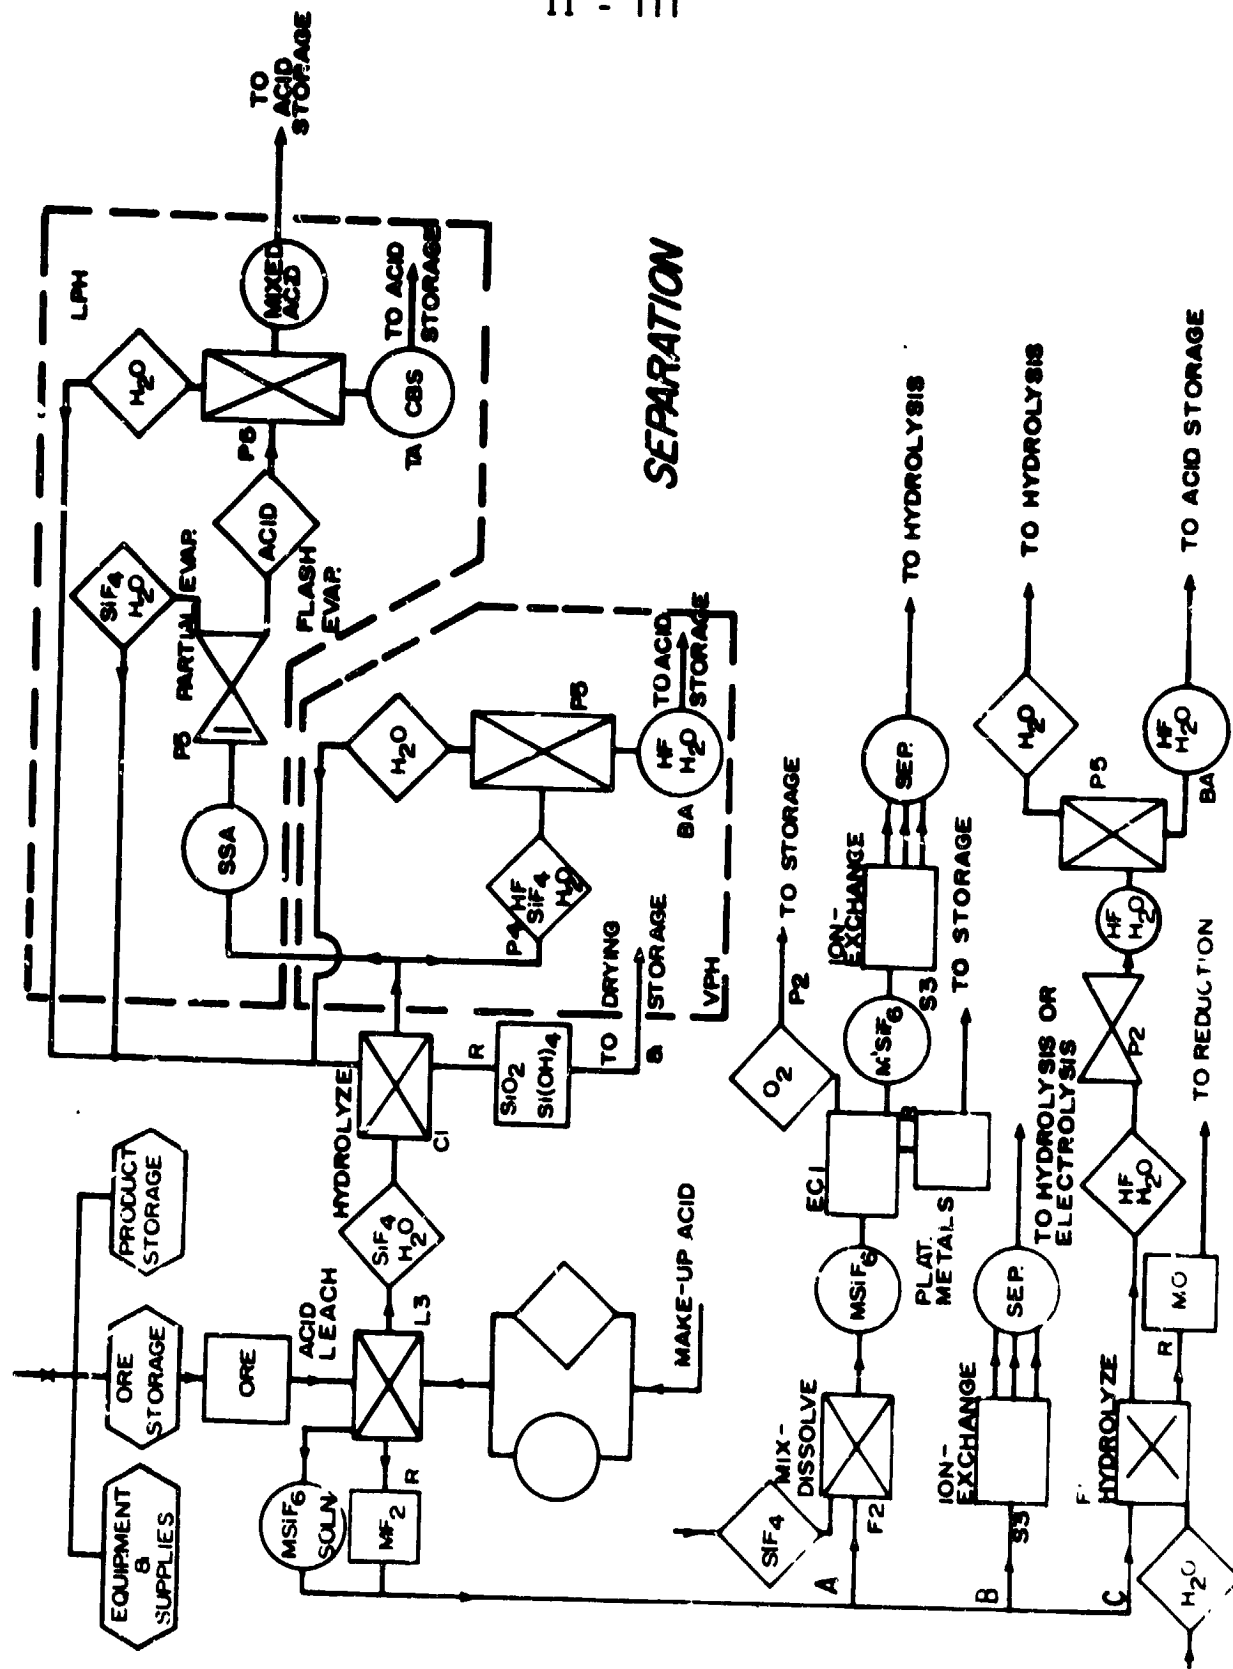 II - III
EQUIPMENT
&
SUPPLIES
ORE
STORAGE
PRODUCT
STORAGE
ORE
ACID
LEACH
L3
MSiF6
SOLN.
MF2
R
MAKE-UP ACID
SiF4
H2O
HYDROLYZE
C1
R
SiO2
Si(OH)4
TO DRYING
& STORAGE
SSA
P5
PARTIAL EVAP.
SiF4
H2O
FLASH
EVAP.
ACID
P5
H2O
LPH
MIXED
ACID
TO
ACID
STORAGE
CBS
TA
TO ACID
STORAGE
P4
HF
SiF4
H2O
H2O
P5
HF
H2O
BA
TO ACID
STORAGE
VPH
SEPARATION
A
SiF4
MIX-
DISSOLVE
F2
MSiF6
EC1
O2
P2
TO STORAGE
R
PLAT.
METALS
TO STORAGE
M'SiF6
S3
ION-
EXCHANGE
SEP.
TO HYDROLYSIS
B
S3
ION-
EXCHANGE
SEP.
TO HYDROLYSIS OR
ELECTROLYSIS
C
H2O
HYDROLYZE
R
MO
TO REDUCTION
HF
H2O
P2
HF
H2O
P5
H2O
TO HYDROLYSIS
HF
H2O
BA
TO ACID STORAGE